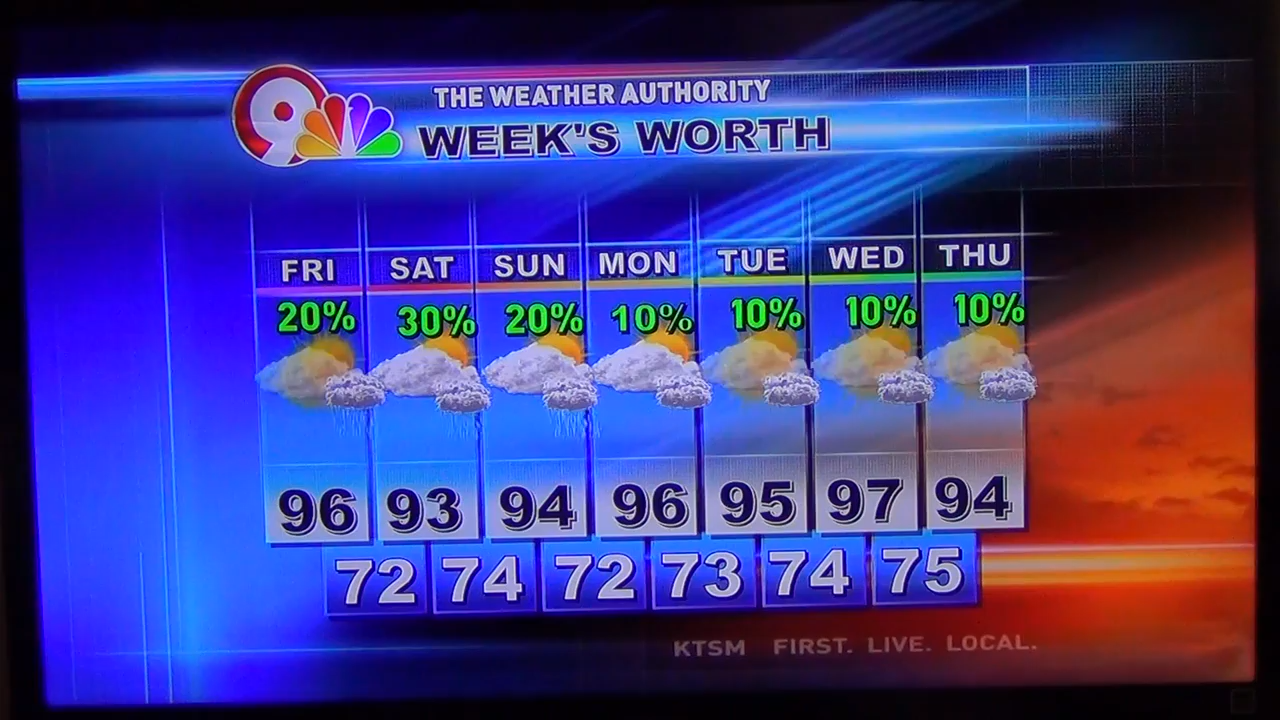 9
THE WEATHER AUTHORITY
WEEK'S WORTH
FRI SAT SUN MON TUE WED THU
20% 30% 20% 10% 10% 10% 10%
96 93 94 96 95 97 94
72 74 72 73 74 75
KTSM FIRST. LIVE. LOCAL.